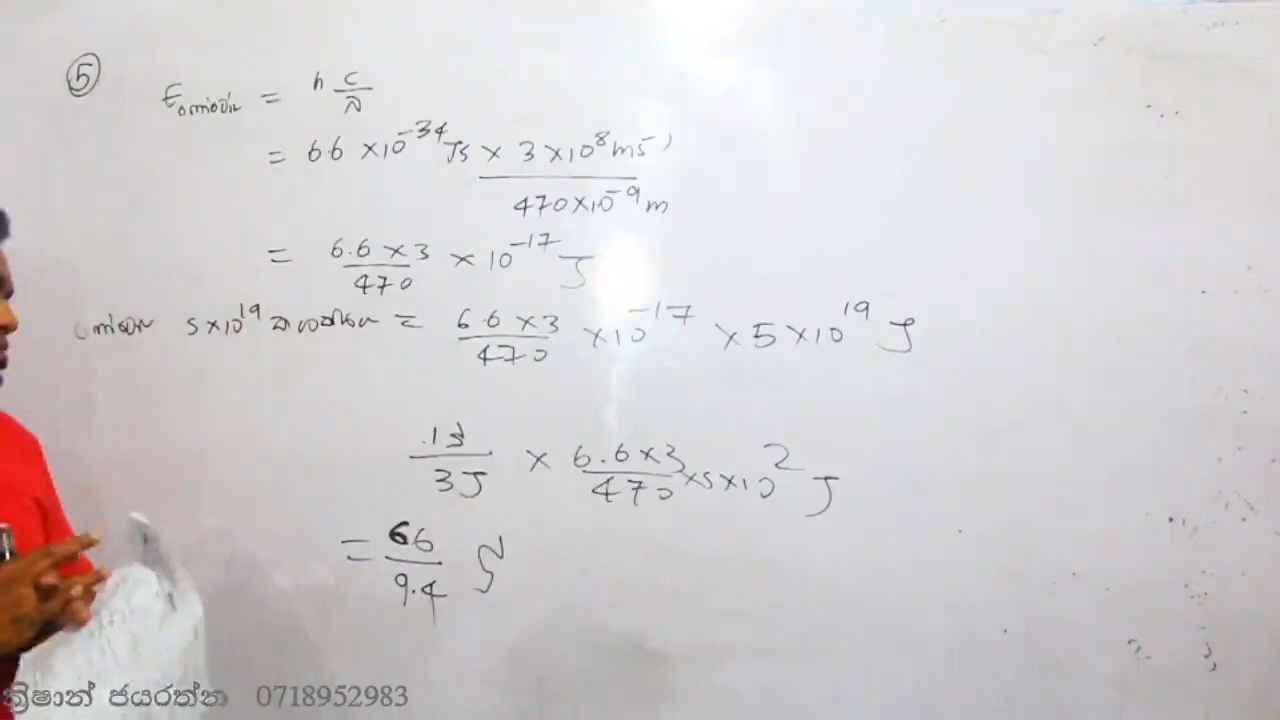 5
E = h c/λ
= 6.6 ×10⁻³⁴ Js × 3×10⁸ ms⁻¹ / 470×10⁻⁹ m
= 6.6 ×3 / 470 × 10⁻¹⁷ J
5×10¹⁹ = 6.6 ×3 / 470 ×10⁻¹⁷ × 5×10¹⁹ J
3J × 6.6×3 / 470 ×5×10² J
= 66 / 9.4
ක්‍රිෂාන් ජයරත්න 0718952983